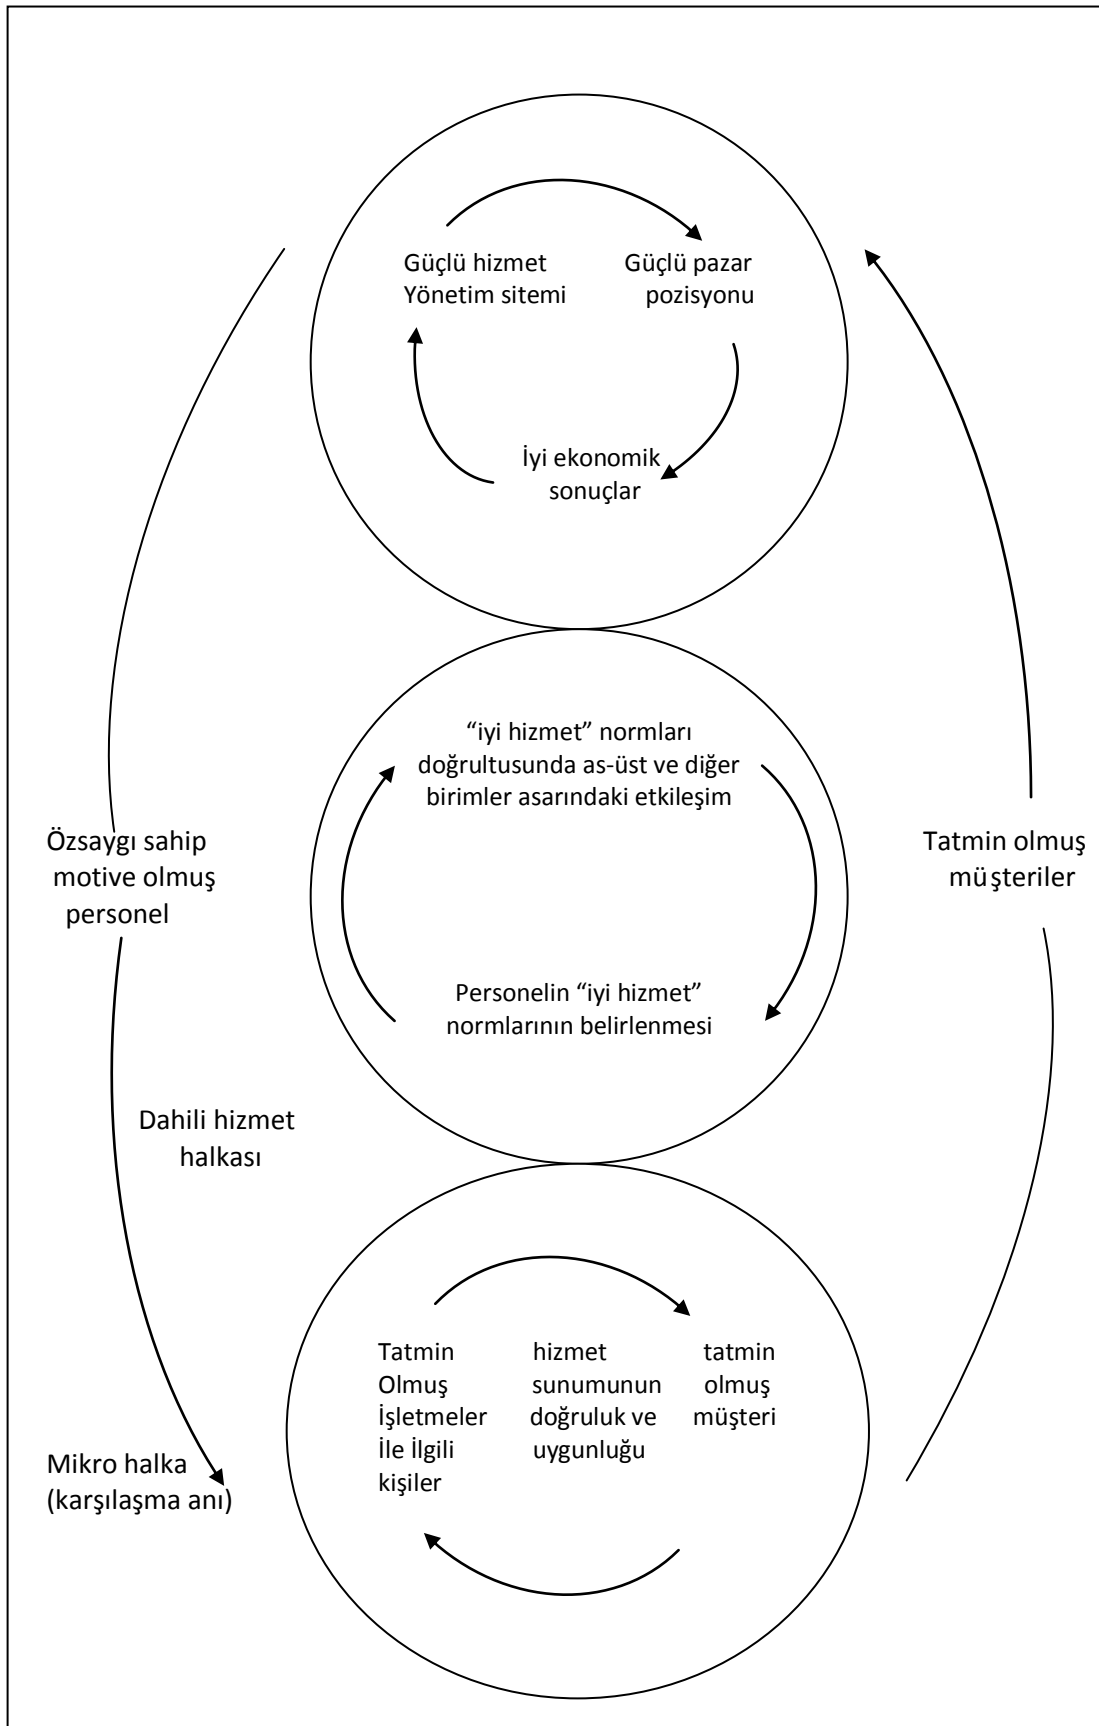 Güçlü hizmet
Yönetim sitemi
Güçlü pazar
pozisyonu
İyi ekonomik
sonuçlar
“iyi hizmet” normları
doğrultusunda as-üst ve diğer
birimler asarındaki etkileşim
Özsaygı sahip
motive olmuş
personel
Tatmin olmuş
müşteriler
Personelin “iyi hizmet”
normlarının belirlenmesi
Dahili hizmet
halkası
Tatmin
Olmuş
İşletmeler
İle İlgili
kişiler
hizmet
sunumunun
doğruluk ve
uygunluğu
tatmin
olmuş
müşteri
Mikro halka
(karşılaşma anı)